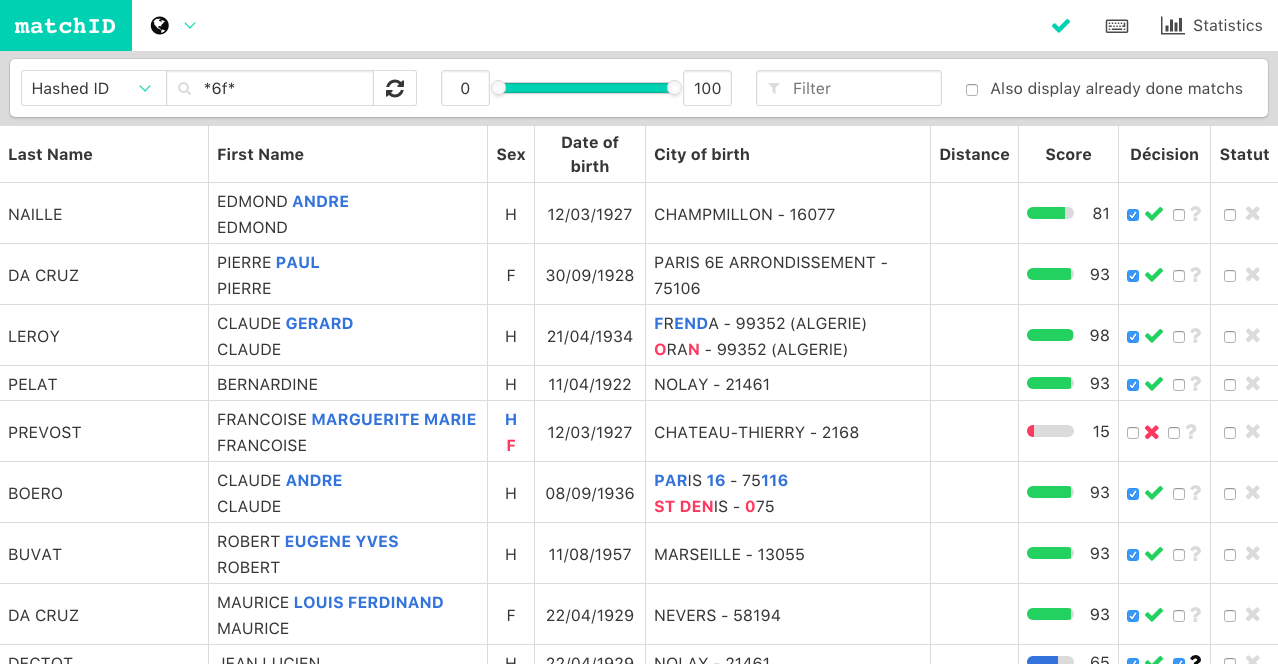 matchID
Statistics
Hashed ID *6f* 0 100 Filter Also display already done matchs
Last Name First Name Sex Date of birth City of birth Distance Score Décision Statut
NAILLE EDMOND ANDRE H 12/03/1927 CHAMPMILLON - 16077 81 ?
EDMOND
DA CRUZ PIERRE PAUL F 30/09/1928 PARIS 6E ARRONDISSEMENT - 93 ?
PIERRE 75106
LEROY CLAUDE GERARD H 21/04/1934 FRENDA - 99352 (ALGERIE) 98 ?
CLAUDE ORAN - 99352 (ALGERIE)
PELAT BERNARDINE H 11/04/1922 NOLAY - 21461 93 ?
PREVOST FRANCOISE MARGUERITE MARIE H 12/03/1927 CHATEAU-THIERRY - 2168 15 ?
FRANCOISE F
BOERO CLAUDE ANDRE H 08/09/1936 PARIS 16 - 75116 93 ?
CLAUDE ST DENIS - 075
BUVAT ROBERT EUGENE YVES H 11/08/1957 MARSEILLE - 13055 93 ?
ROBERT
DA CRUZ MAURICE LOUIS FERDINAND F 22/04/1929 NEVERS - 58194 93 ?
MAURICE
DECTOT JEAN LUCIEN H 22/04/1929 NOLAY - 21461 65 ?